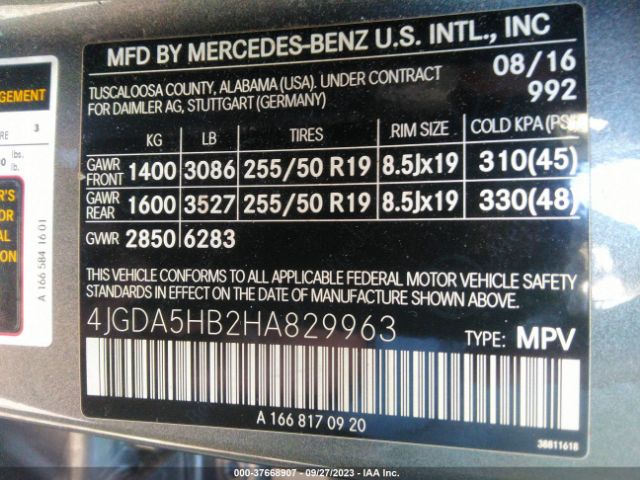 MFD BY MERCEDES-BENZ U.S. INTL., INC
TUSCALOOSA COUNTY, ALABAMA (USA). UNDER CONTRACT 08/16
FOR DAIMLER AG, STUTTGART (GERMANY) 992
KG LB TIRES RIM SIZE COLD KPA (PSI)
GAWR FRONT 1400 3086 255/50 R19 8.5Jx19 310(45)
GAWR REAR 1600 3527 255/50 R19 8.5Jx19 330(48)
GVWR 2850 6283
THIS VEHICLE CONFORMS TO ALL APPLICABLE FEDERAL MOTOR VEHICLE SAFETY
STANDARDS IN EFFECT ON THE DATE OF MANUFACTURE SHOWN ABOVE.
4JGDA5HB2HA829963 TYPE: MPV
A 166 817 09 20
38811618
A 166 584 16 01
000-37668907 - 09/27/2023 - IAA Inc.